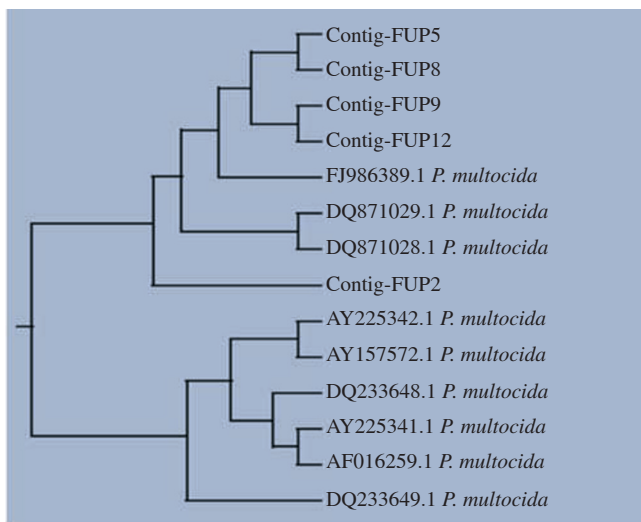 Contig-FUP5
Contig-FUP8
Contig-FUP9
Contig-FUP12
FJ986389.1 P. multocida
DQ871029.1 P. multocida
DQ871028.1 P. multocida
Contig-FUP2
AY225342.1 P. multocida
AY157572.1 P. multocida
DQ233648.1 P. multocida
AY225341.1 P. multocida
AF016259.1 P. multocida
DQ233649.1 P. multocida